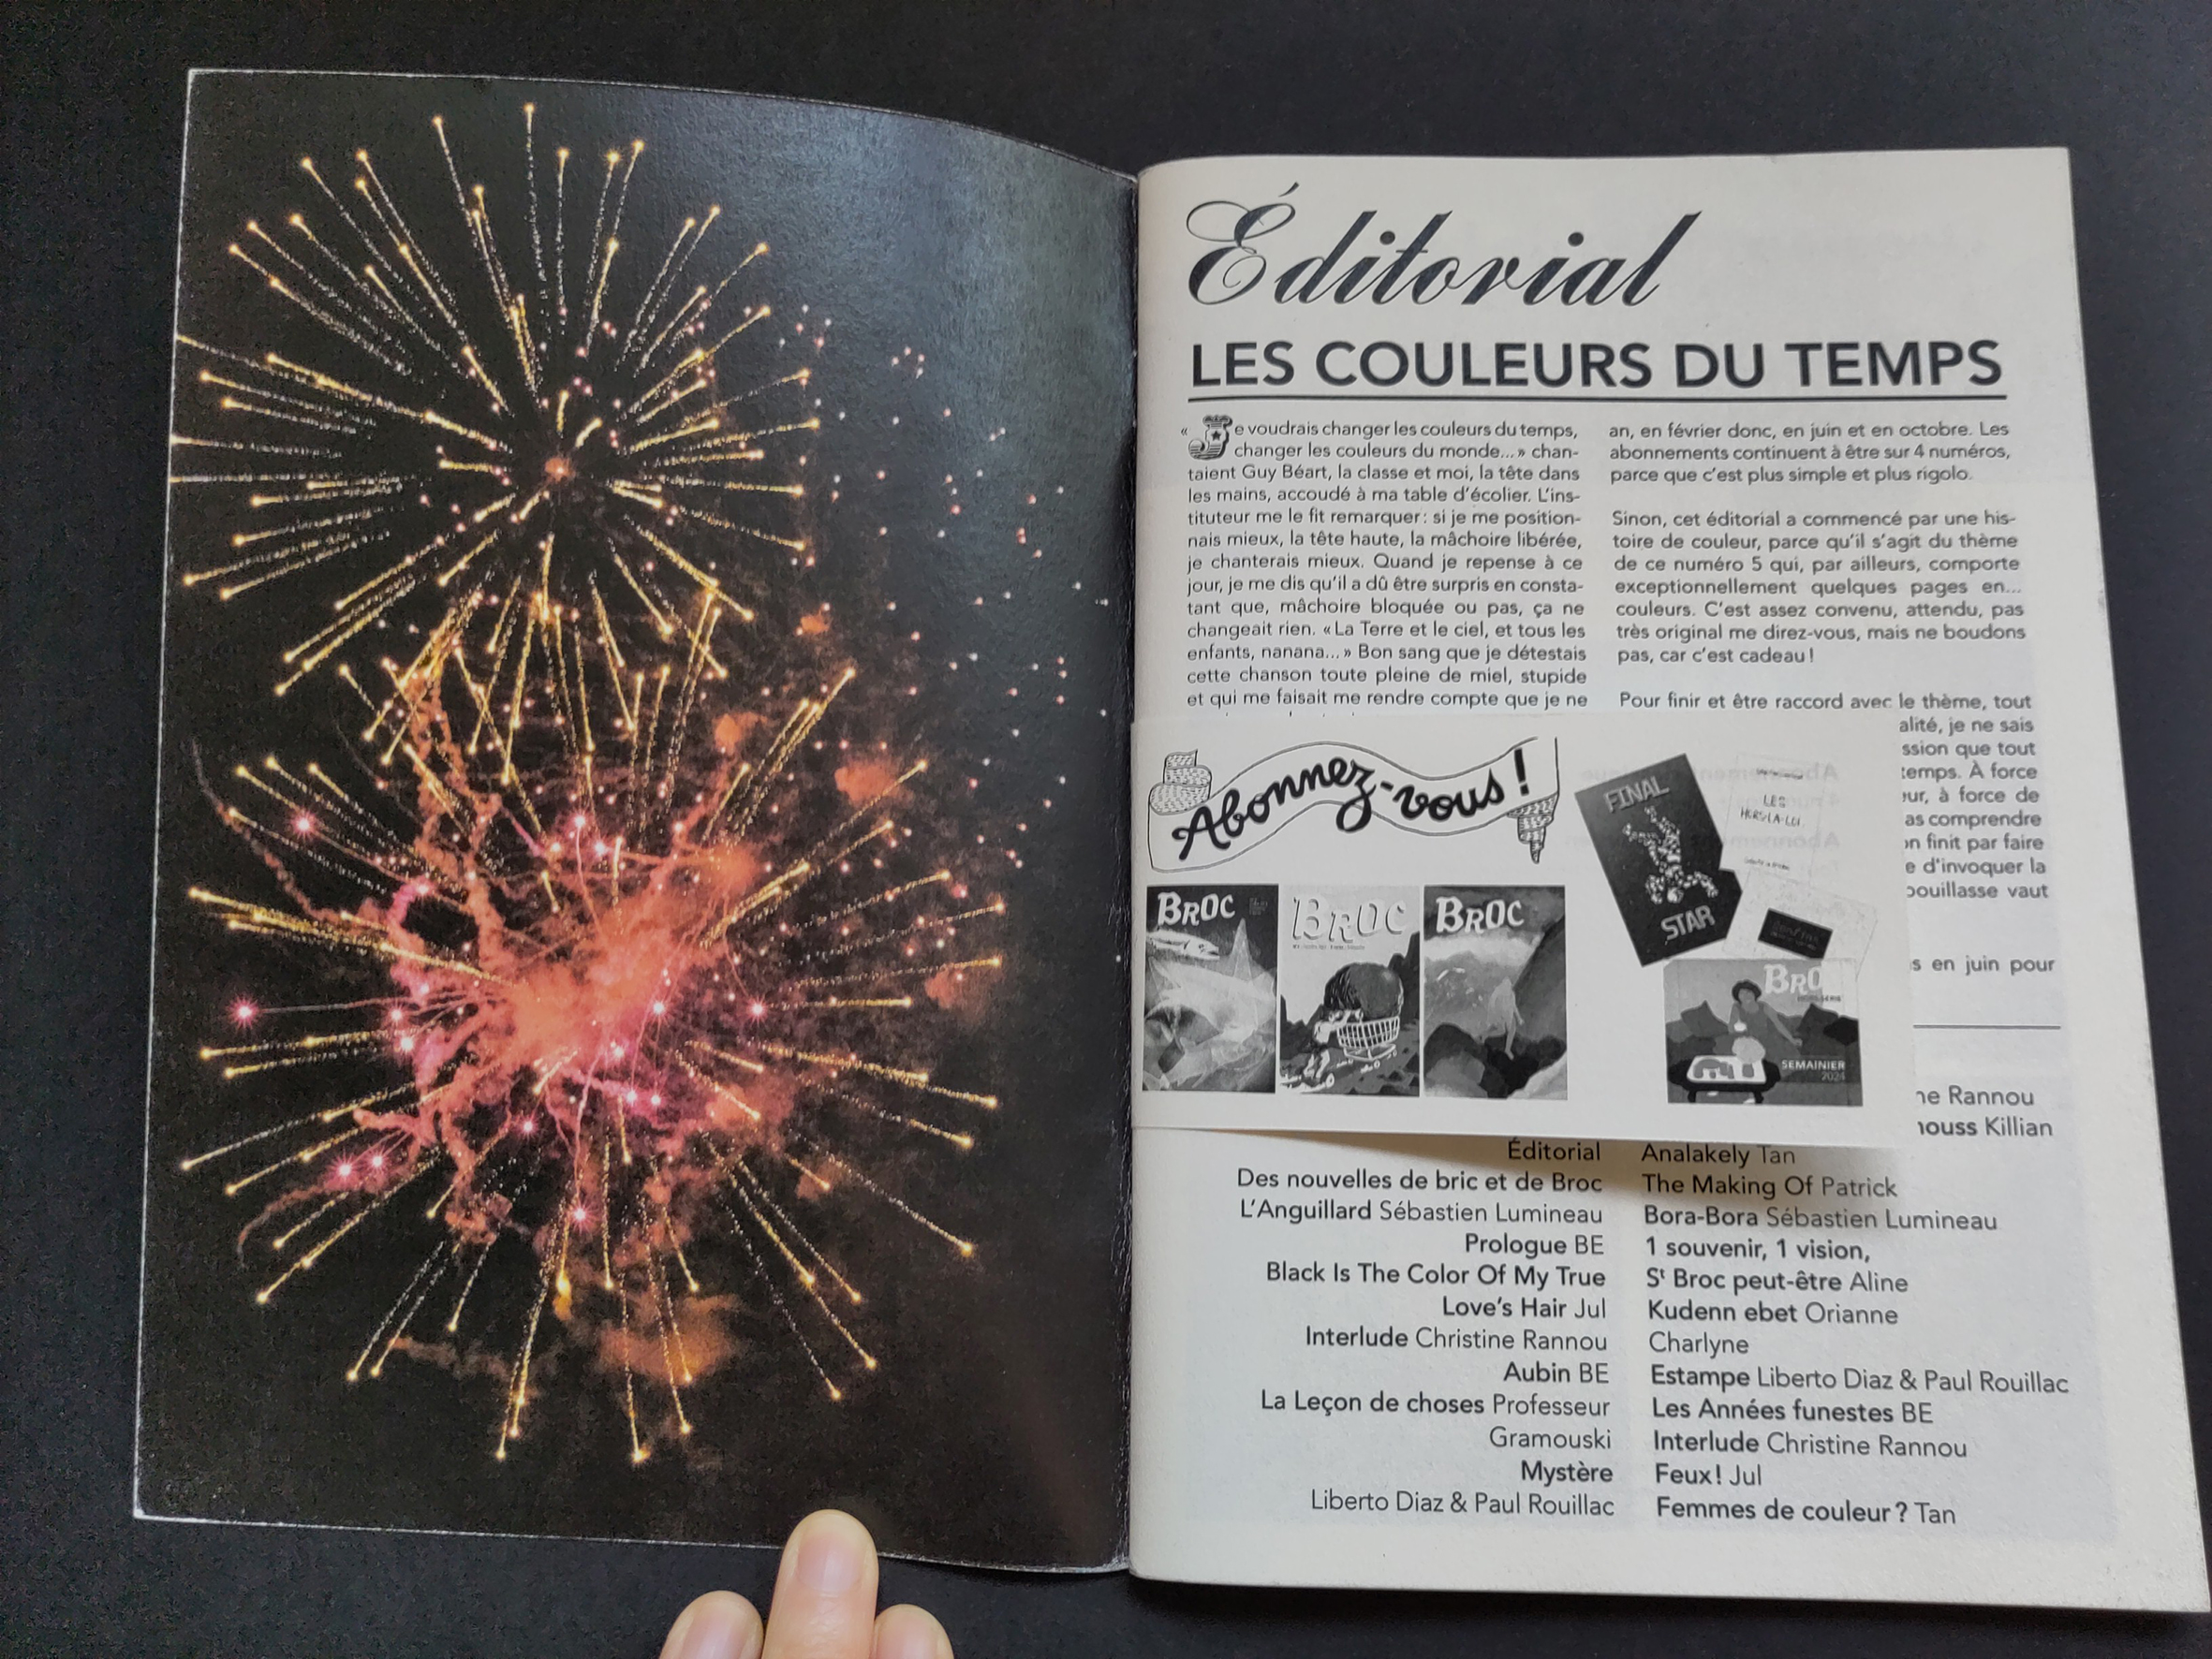 Éditorial
LES COULEURS DU TEMPS
« Je voudrais changer les couleurs du temps,
changer les couleurs du monde... » chan-
taient Guy Béart, la classe et moi, la tête dans
les mains, accoudé à ma table d'écolier. L'ins-
tituteur me le fit remarquer : si je me position-
nais mieux, la tête haute, la mâchoire libérée,
je chanterais mieux. Quand je repense à ce
jour, je me dis qu'il a dû être surpris en consta-
tant que, mâchoire bloquée ou pas, ça ne
changeait rien. « La Terre et le ciel, et tous les
enfants, nanana... » Bon sang que je détestais
cette chanson toute pleine de miel, stupide
et qui me faisait me rendre compte que je ne
an, en février donc, en juin et en octobre. Les
abonnements continuent à être sur 4 numéros,
parce que c'est plus simple et plus rigolo.
Sinon, cet éditorial a commencé par une his-
toire de couleur, parce qu'il s'agit du thème
de ce numéro 5 qui, par ailleurs, comporte
exceptionnellement quelques pages en...
couleurs. C'est assez convenu, attendu, pas
très original me direz-vous, mais ne boudons
pas, car c'est cadeau !
Pour finir et être raccord avec le thème, tout
alité, je ne sais
ssion que tout
temps. À force
ur, à force de
as comprendre
n finit par faire
e d'invoquer la
bouillasse vaut
s en juin pour
Abonnez-vous !
BROC
BROC
BROC
FINAL
STAR
LES
HORS-LA-LOI
BROC
HORS-SÉRIE
SEMAINIER
2024
ne Rannou
nouss Killian
Éditorial
Des nouvelles de bric et de Broc
L'Anguillard Sébastien Lumineau
Prologue BE
Black Is The Color Of My True
Love's Hair Jul
Interlude Christine Rannou
Aubin BE
La Leçon de choses Professeur
Gramouski
Mystère
Liberto Diaz & Paul Rouillac
Analakely Tan
The Making Of Patrick
Bora-Bora Sébastien Lumineau
1 souvenir, 1 vision,
St Broc peut-être Aline
Kudenn ebet Orianne
Charlyne
Estampe Liberto Diaz & Paul Rouillac
Les Années funestes BE
Interlude Christine Rannou
Feux ! Jul
Femmes de couleur ? Tan